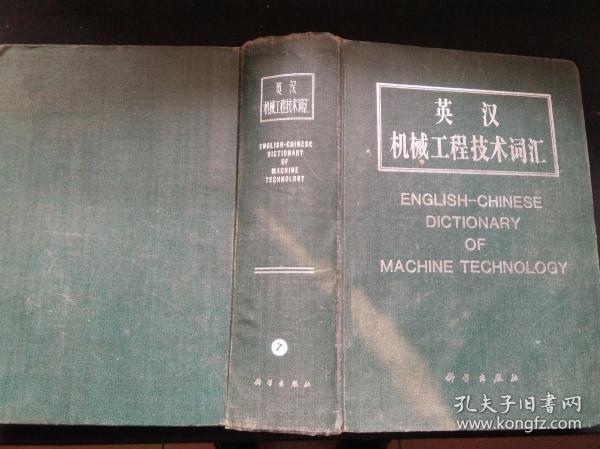 英汉
机械工程技术词汇
ENGLISH-CHINESE
DICTIONARY
OF
MACHINE
TECHNOLOGY
7
科学出版社
英汉
机械工程技术词汇
ENGLISH-CHINESE
DICTIONARY
OF
MACHINE TECHNOLOGY
科学出版社
孔夫子旧书网
www.kongfz.com